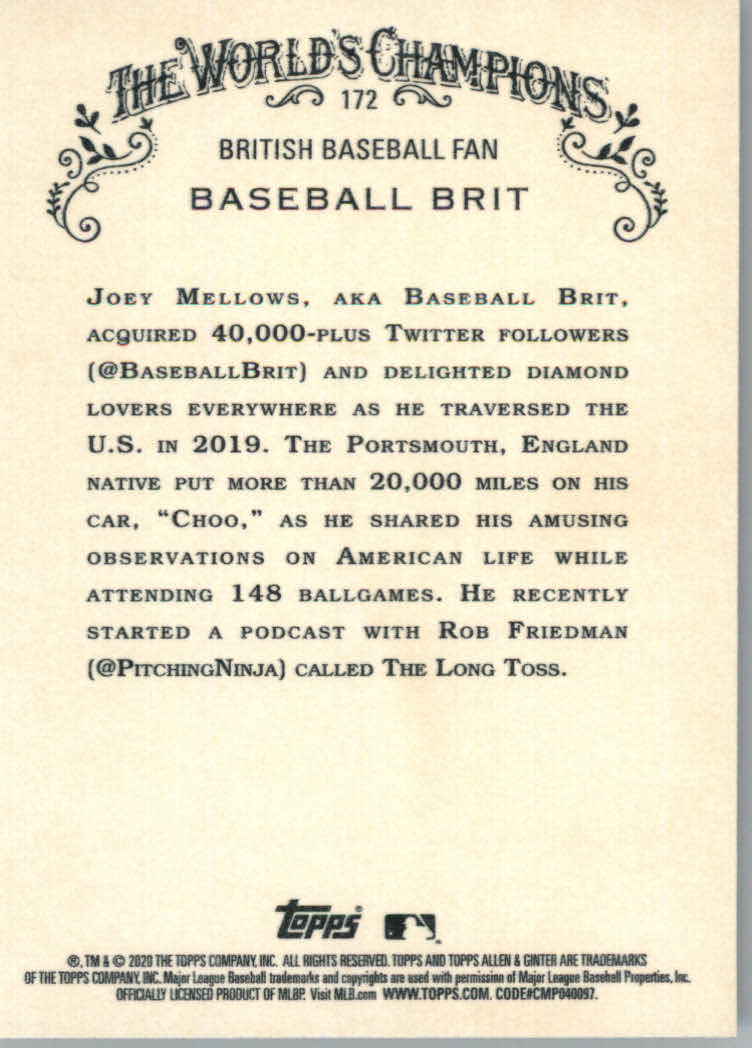 THE WORLD'S CHAMPIONS
172
BRITISH BASEBALL FAN
BASEBALL BRIT
JOEY MELLOWS, AKA BASEBALL BRIT,
ACQUIRED 40,000-PLUS TWITTER FOLLOWERS
(@BASEBALLBRIT) AND DELIGHTED DIAMOND
LOVERS EVERYWHERE AS HE TRAVERSED THE
U.S. IN 2019. THE PORTSMOUTH, ENGLAND
NATIVE PUT MORE THAN 20,000 MILES ON HIS
CAR, “CHOO,” AS HE SHARED HIS AMUSING
OBSERVATIONS ON AMERICAN LIFE WHILE
ATTENDING 148 BALLGAMES. HE RECENTLY
STARTED A PODCAST WITH ROB FRIEDMAN
(@PITCHINGNINJA) CALLED THE LONG TOSS.
Topps®
®, TM & © 2020 THE TOPPS COMPANY, INC. ALL RIGHTS RESERVED. TOPPS AND TOPPS ALLEN & GINTER ARE TRADEMARKS
OF THE TOPPS COMPANY, INC. Major League Baseball trademarks and copyrights are used with permission of Major League Baseball Properties, Inc.
OFFICIALLY LICENSED PRODUCT OF MLBP. Visit MLB.com WWW.TOPPS.COM. CODE#CMP040097.